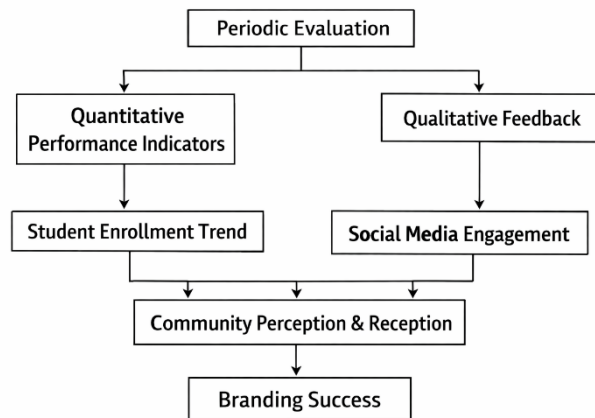 Periodic Evaluation
Quantitative
Performance Indicators
Qualitative Feedback
Student Enrollment Trend
Social Media Engagement
Community Perception & Reception
Branding Success